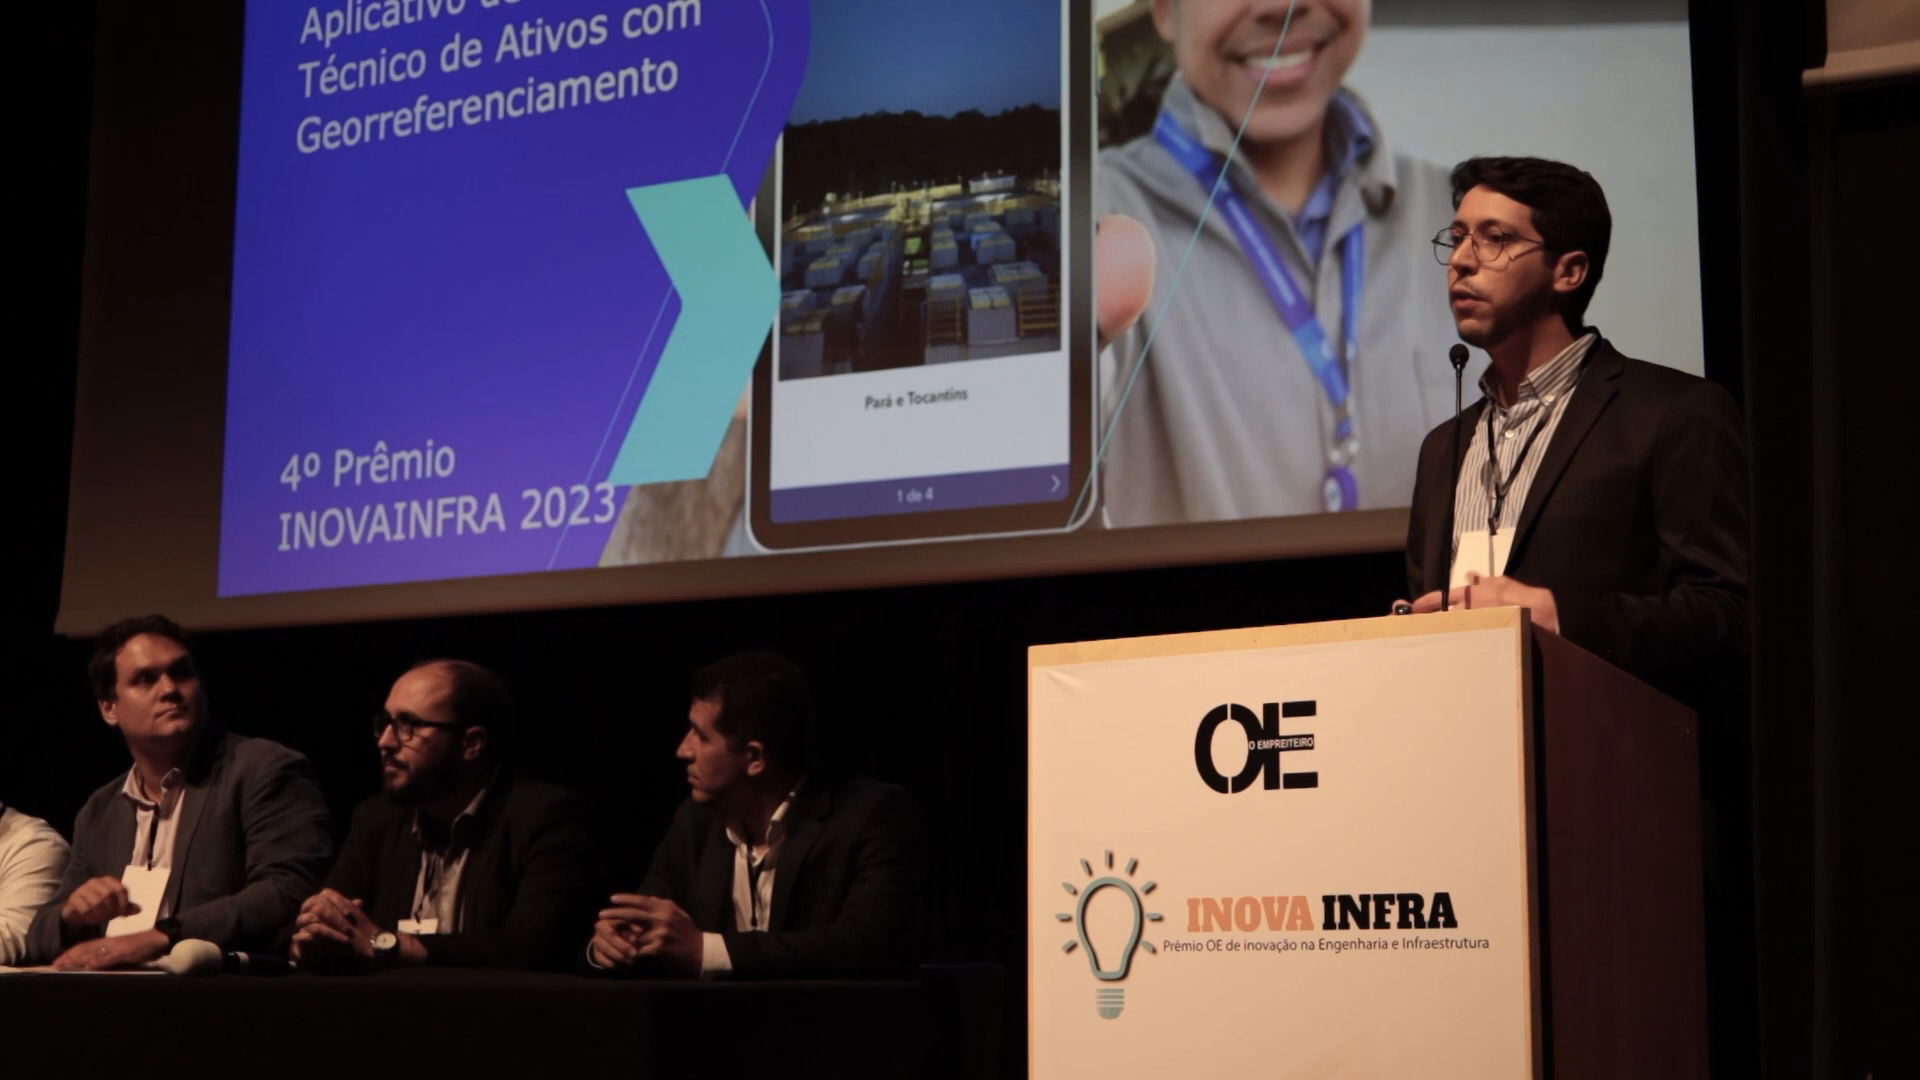 Aplicativo
Técnico de Ativos com
Georreferenciamento
4º Prêmio
INOVAINFRA 2023
Pará e Tocantins
1 de 4
OE
O EMPREITEIRO
INOVA INFRA
Prêmio OE de inovação na Engenharia e Infraestrutura